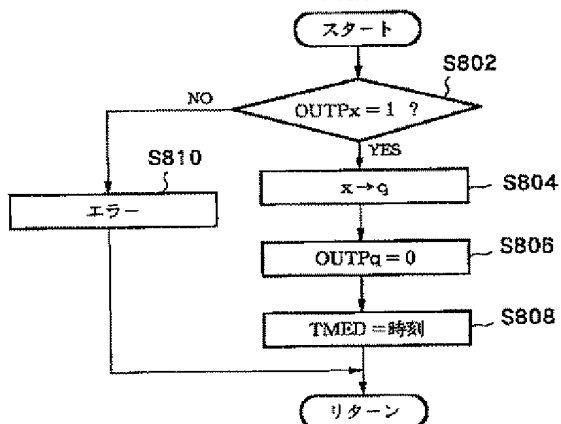 スタート
S802
OUTPx = 1 ?
NO
YES
S810
エラー
x→q
S804
OUTPq = 0
S806
TMED =時刻
S808
リターン